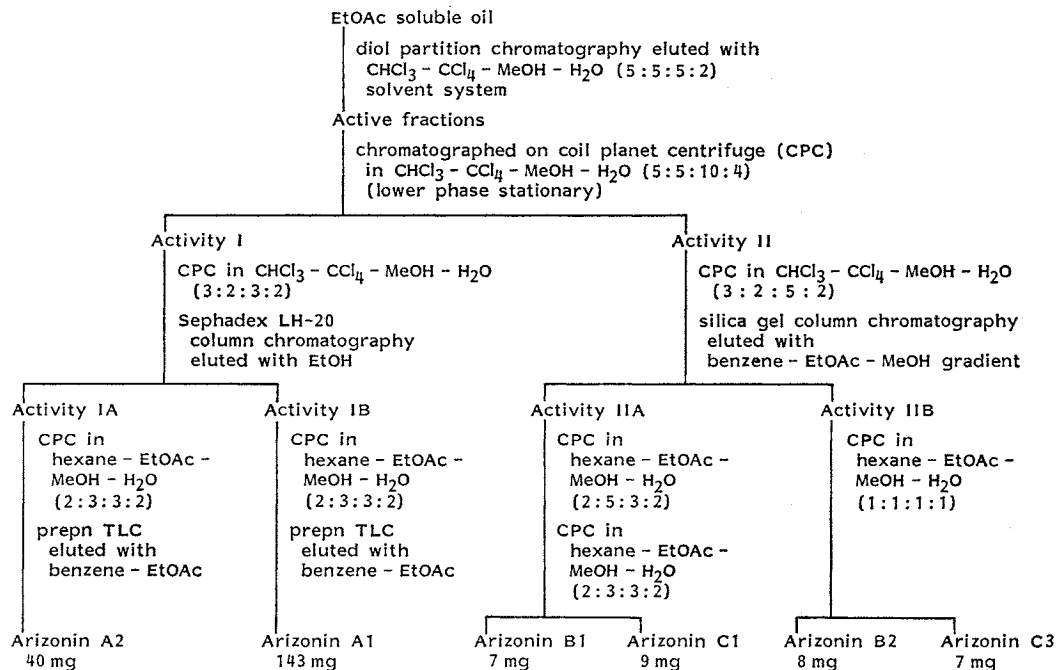 EtOAc soluble oil
diol partition chromatography eluted with
CHCl₃ – CCl₄ – MeOH – H₂O (5:5:5:2)
solvent system
Active fractions
chromatographed on coil planet centrifuge (CPC)
in CHCl₃ – CCl₄ – MeOH – H₂O (5:5:10:4)
(lower phase stationary)
Activity I
CPC in CHCl₃ – CCl₄ – MeOH – H₂O
(3:2:3:2)
Sephadex LH-20
column chromatography
eluted with EtOH
Activity II
CPC in CHCl₃ – CCl₄ – MeOH – H₂O
(3 : 2 : 5 : 2)
silica gel column chromatography
eluted with
benzene – EtOAc – MeOH gradient
Activity IA
CPC in
hexane – EtOAc –
MeOH – H₂O
(2:3:3:2)
prepn TLC
eluted with
benzene – EtOAc
Activity IB
CPC in
hexane – EtOAc –
MeOH – H₂O
(2:3:3:2)
prepn TLC
eluted with
benzene – EtOAc
Activity IIA
CPC in
hexane – EtOAc –
MeOH – H₂O
(2:5:3:2)
CPC in
hexane – EtOAc –
MeOH – H₂O
(2:3:3:2)
Activity IIB
CPC in
hexane – EtOAc –
MeOH – H₂O
(1:1:1:1)
Arizonin A2
40 mg
Arizonin A1
143 mg
Arizonin B1
7 mg
Arizonin C1
9 mg
Arizonin B2
8 mg
Arizonin C3
7 mg